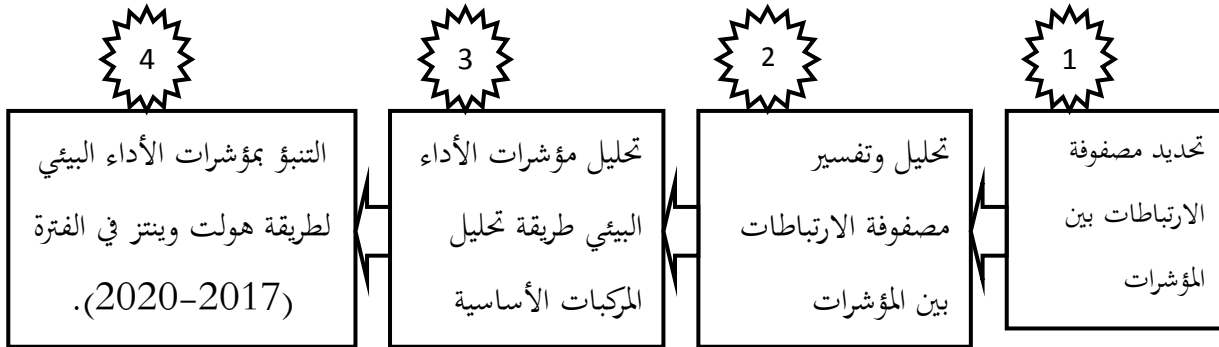 1
تحديد مصفوفة
الارتباطات بين
المؤشرات
2
تحليل وتفسير
مصفوفة الارتباطات
بين المؤشرات
3
تحليل مؤشرات الأداء
البيئي طريقة تحليل
المركبات الأساسية
4
التنبؤ بمؤشرات الأداء البيئي
لطريقة هولت وينتز في الفترة
(2017-2020).